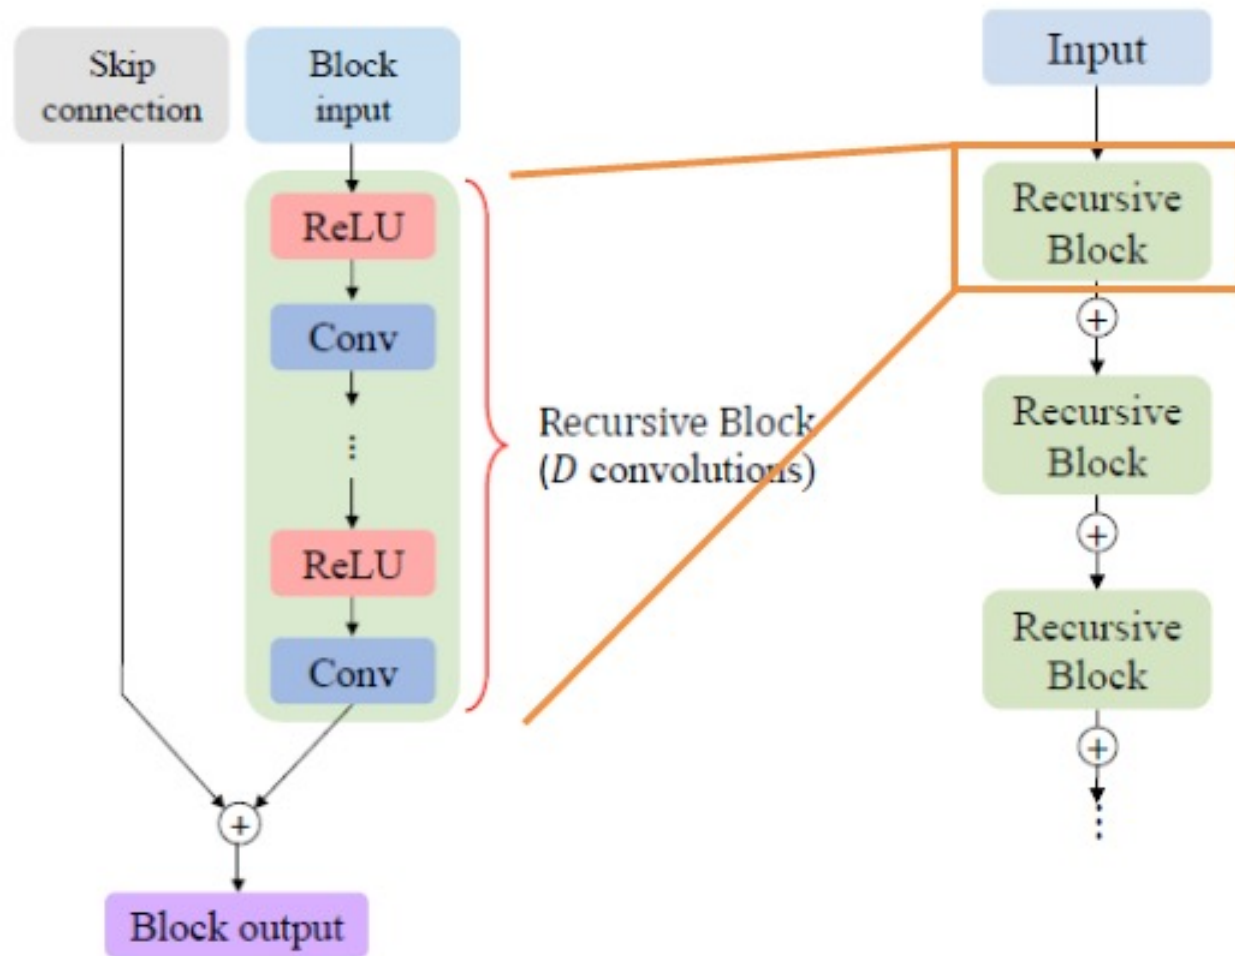 Skip
connection
Block
input
ReLU
Conv
⋮
ReLU
Conv
+
Block output
Recursive Block
(D convolutions)
Input
Recursive
Block
+
Recursive
Block
+
Recursive
Block
+
⋮